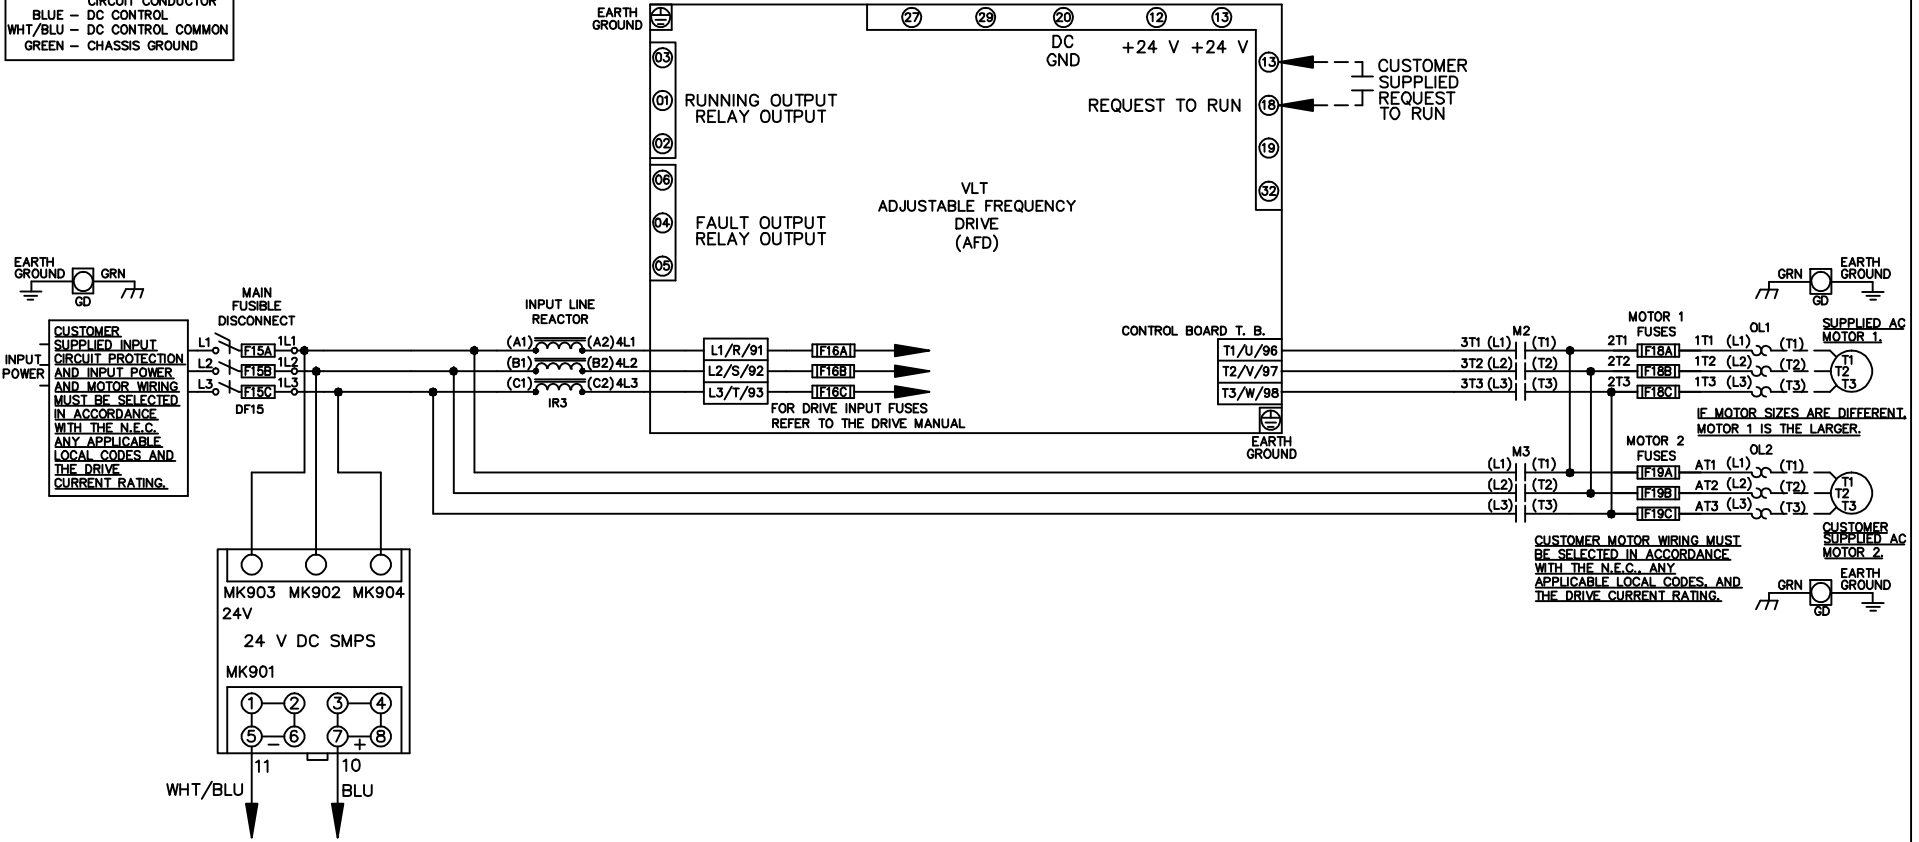 CIRCUIT CONDUCTOR
BLUE – DC CONTROL
WHT/BLU – DC CONTROL COMMON
GREEN – CHASSIS GROUND
EARTH
GROUND
27 29 20 12 13
DC
GND
+24 V +24 V
03
01
02
RUNNING OUTPUT
RELAY OUTPUT
06
04
05
FAULT OUTPUT
RELAY OUTPUT
13
18
19
32
REQUEST TO RUN
CUSTOMER
SUPPLIED
REQUEST
TO RUN
VLT
ADJUSTABLE FREQUENCY
DRIVE
(AFD)
EARTH
GROUND
GRN
GD
INPUT
POWER
CUSTOMER
SUPPLIED INPUT
CIRCUIT PROTECTION
AND INPUT POWER
AND MOTOR WIRING
MUST BE SELECTED
IN ACCORDANCE
WITH THE N.E.C.
ANY APPLICABLE
LOCAL CODES AND
THE DRIVE
CURRENT RATING.
MAIN
FUSIBLE
DISCONNECT
L1 F15A 1L1
L2 F15B 1L2
L3 F15C 1L3
DF15
INPUT LINE
REACTOR
(A1) (A2) 4L1
(B1) (B2) 4L2
(C1) (C2) 4L3
IR3
L1/R/91 F16A
L2/S/92 F16B
L3/T/93 F16C
FOR DRIVE INPUT FUSES
REFER TO THE DRIVE MANUAL
CONTROL BOARD T. B.
T1/U/96
T2/V/97
T3/W/98
EARTH
GROUND
M2
3T1 (L1) (T1)
3T2 (L2) (T2)
3T3 (L3) (T3)
MOTOR 1
FUSES
2T1 F18A 1T1
2T2 F18B 1T2
2T3 F18C 1T3
OL1
(L1) (T1)
(L2) (T2)
(L3) (T3)
GRN
GD
EARTH
GROUND
SUPPLIED AC
MOTOR 1.
T1
T2
T3
IF MOTOR SIZES ARE DIFFERENT,
MOTOR 1 IS THE LARGER.
M3
(L1) (T1)
(L2) (T2)
(L3) (T3)
MOTOR 2
FUSES
F19A AT1
F19B AT2
F19C AT3
OL2
(L1) (T1)
(L2) (T2)
(L3) (T3)
T1
T2
T3
CUSTOMER
SUPPLIED AC
MOTOR 2.
CUSTOMER MOTOR WIRING MUST
BE SELECTED IN ACCORDANCE
WITH THE N.E.C., ANY
APPLICABLE LOCAL CODES, AND
THE DRIVE CURRENT RATING.
GRN
GD
EARTH
GROUND
MK903 MK902 MK904
24V
24 V DC SMPS
MK901
1 2 3 4
5 – 6 7 + 8
11 10
WHT/BLU BLU